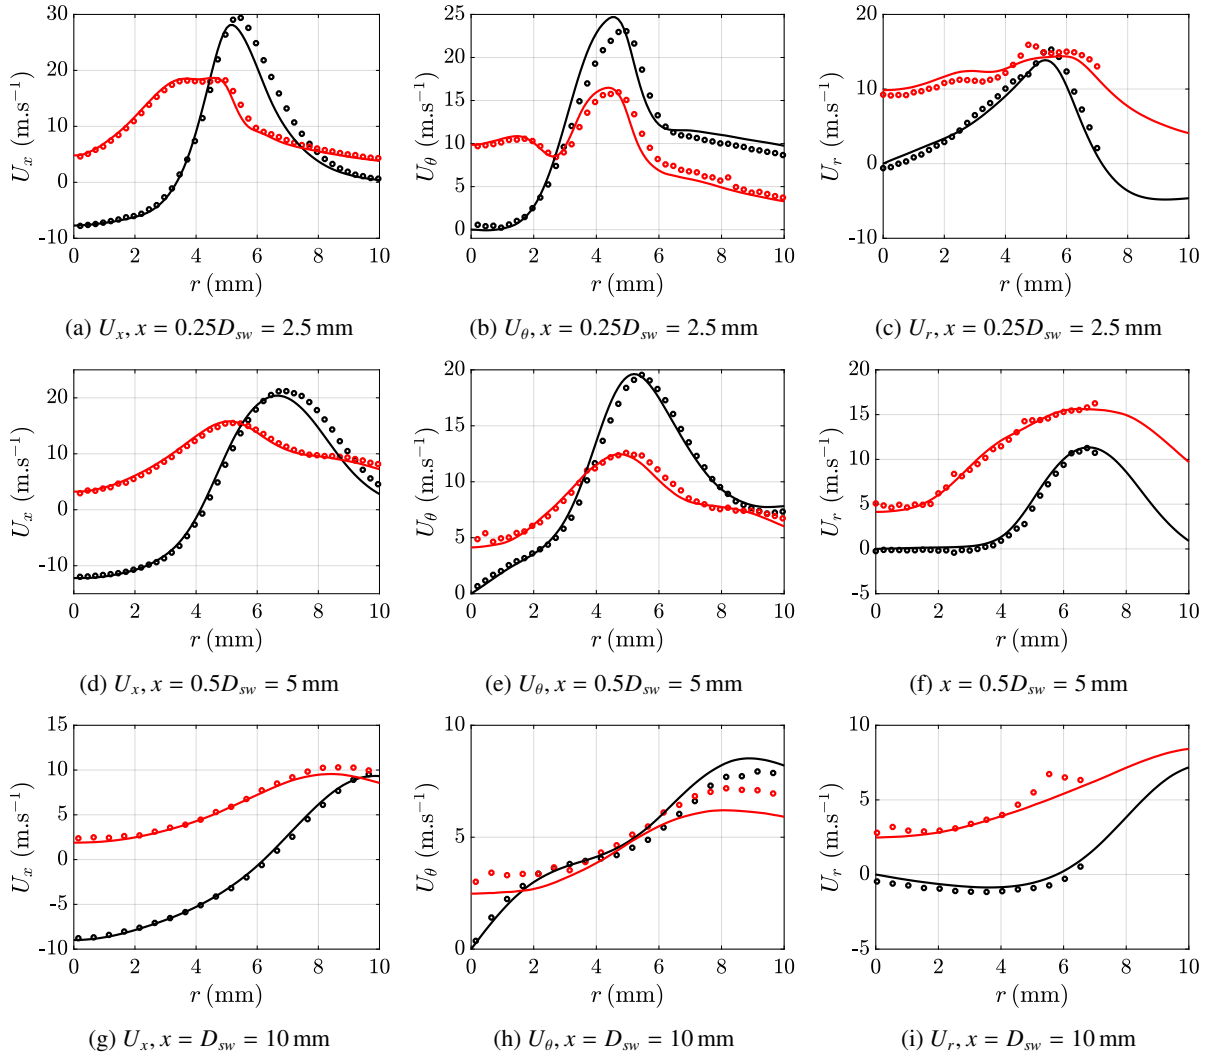 30
20
10
0
-10
U_x (m.s⁻¹)
0 2 4 6 8 10
r (mm)
(a) U_x, x = 0.25D_sw = 2.5 mm
25
20
15
10
5
0
U_θ (m.s⁻¹)
0 2 4 6 8 10
r (mm)
(b) U_θ, x = 0.25D_sw = 2.5 mm
20
10
0
-10
U_r (m.s⁻¹)
0 2 4 6 8 10
r (mm)
(c) U_r, x = 0.25D_sw = 2.5 mm
20
10
0
-10
U_x (m.s⁻¹)
0 2 4 6 8 10
r (mm)
(d) U_x, x = 0.5D_sw = 5 mm
20
15
10
5
0
U_θ (m.s⁻¹)
0 2 4 6 8 10
r (mm)
(e) U_θ, x = 0.5D_sw = 5 mm
20
15
10
5
0
-5
U_r (m.s⁻¹)
0 2 4 6 8 10
r (mm)
(f) x = 0.5D_sw = 5 mm
15
10
5
0
-5
-10
U_x (m.s⁻¹)
0 2 4 6 8 10
r (mm)
(g) U_x, x = D_sw = 10 mm
10
5
0
U_θ (m.s⁻¹)
0 2 4 6 8 10
r (mm)
(h) U_θ, x = D_sw = 10 mm
10
5
0
-5
U_r (m.s⁻¹)
0 2 4 6 8 10
r (mm)
(i) U_r, x = D_sw = 10 mm